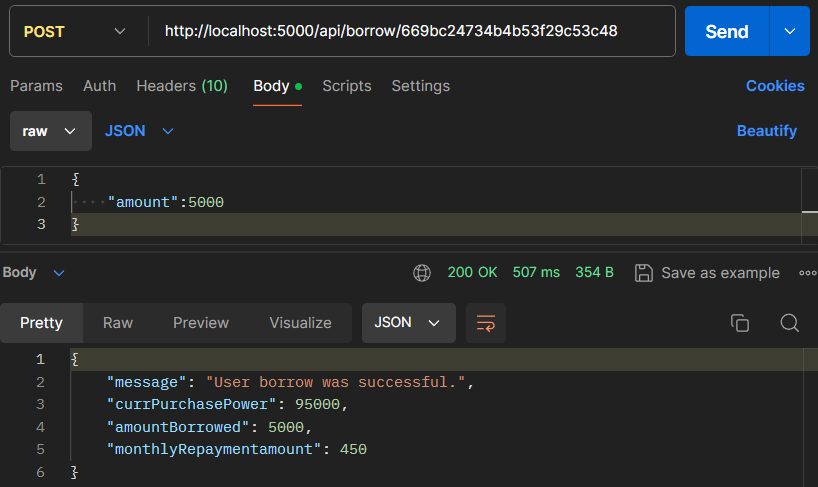 POST http://localhost:5000/api/borrow/669bc24734b4b53f29c53c48 Send
Params Auth Headers (10) Body Scripts Settings Cookies
raw JSON Beautify
1 {
2 "amount":5000
3 }
Body 200 OK 507 ms 354 B Save as example
Pretty Raw Preview Visualize JSON
1 {
2 "message": "User borrow was successful.",
3 "currPurchasePower": 95000,
4 "amountBorrowed": 5000,
5 "monthlyRepaymentamount": 450
6 }